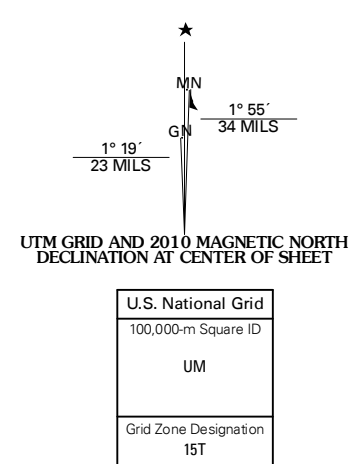 ★
MN
1° 55´
34 MILS
GN
1° 19´
23 MILS
UTM GRID AND 2010 MAGNETIC NORTH
DECLINATION AT CENTER OF SHEET
U.S. National Grid
100,000-m Square ID
UM
Grid Zone Designation
15T